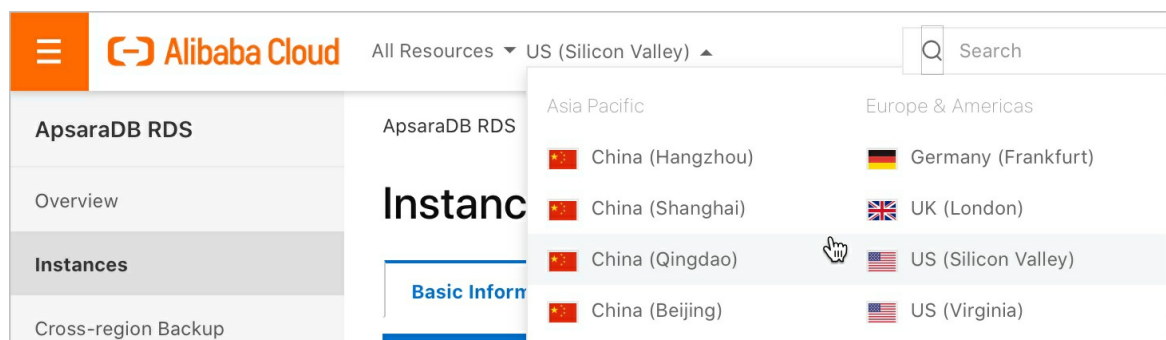 Alibaba Cloud All Resources US (Silicon Valley) Search
ApsaraDB RDS
Overview
Instances
Cross-region Backup
ApsaraDB RDS
Instanc
Basic Inform
Asia Pacific
China (Hangzhou)
China (Shanghai)
China (Qingdao)
China (Beijing)
Europe & Americas
Germany (Frankfurt)
UK (London)
US (Silicon Valley)
US (Virginia)